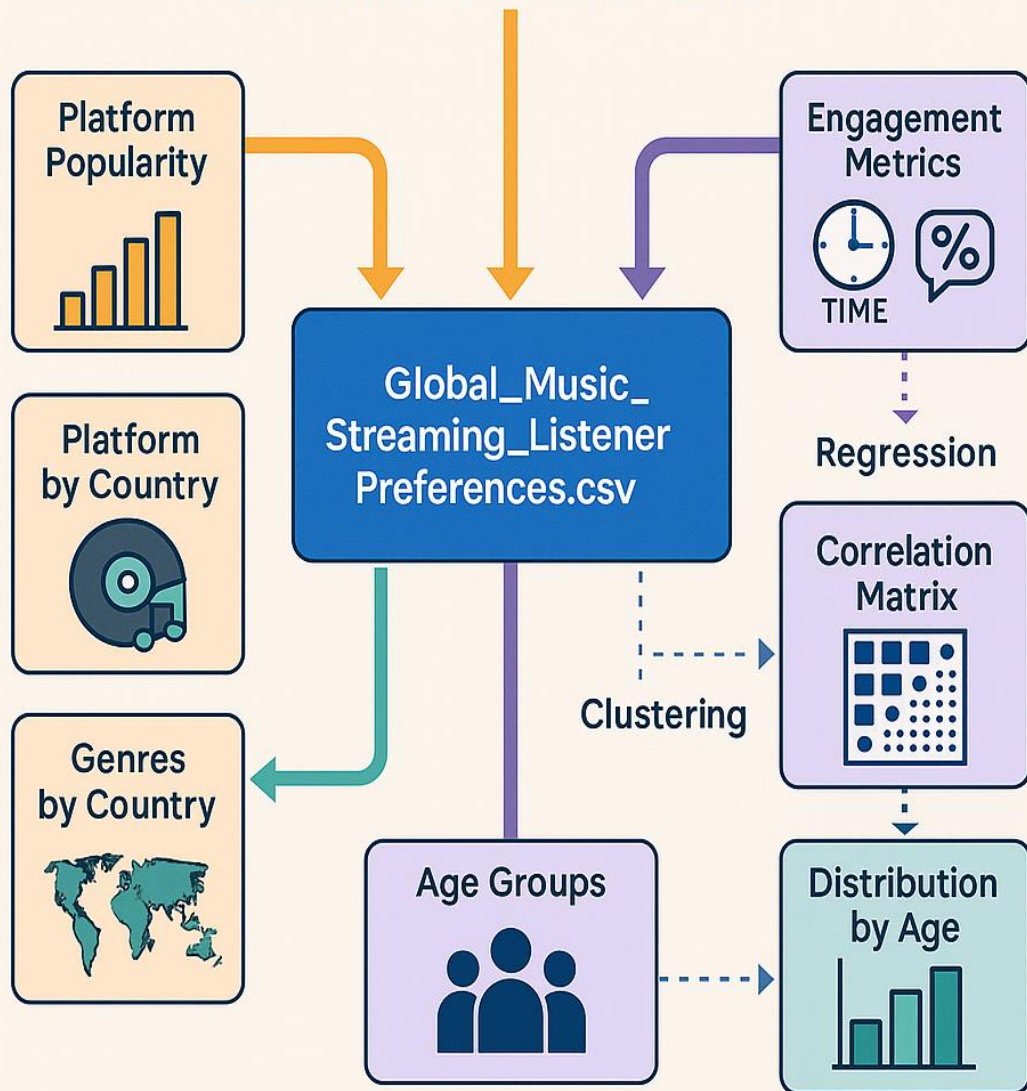 Platform
Popularity
Engagement
Metrics
%
TIME
Global_Music_
Streaming_Listener
Preferences.csv
Platform
by Country
Regression
Correlation
Matrix
Clustering
Genres
by Country
Age Groups
Distribution
by Age